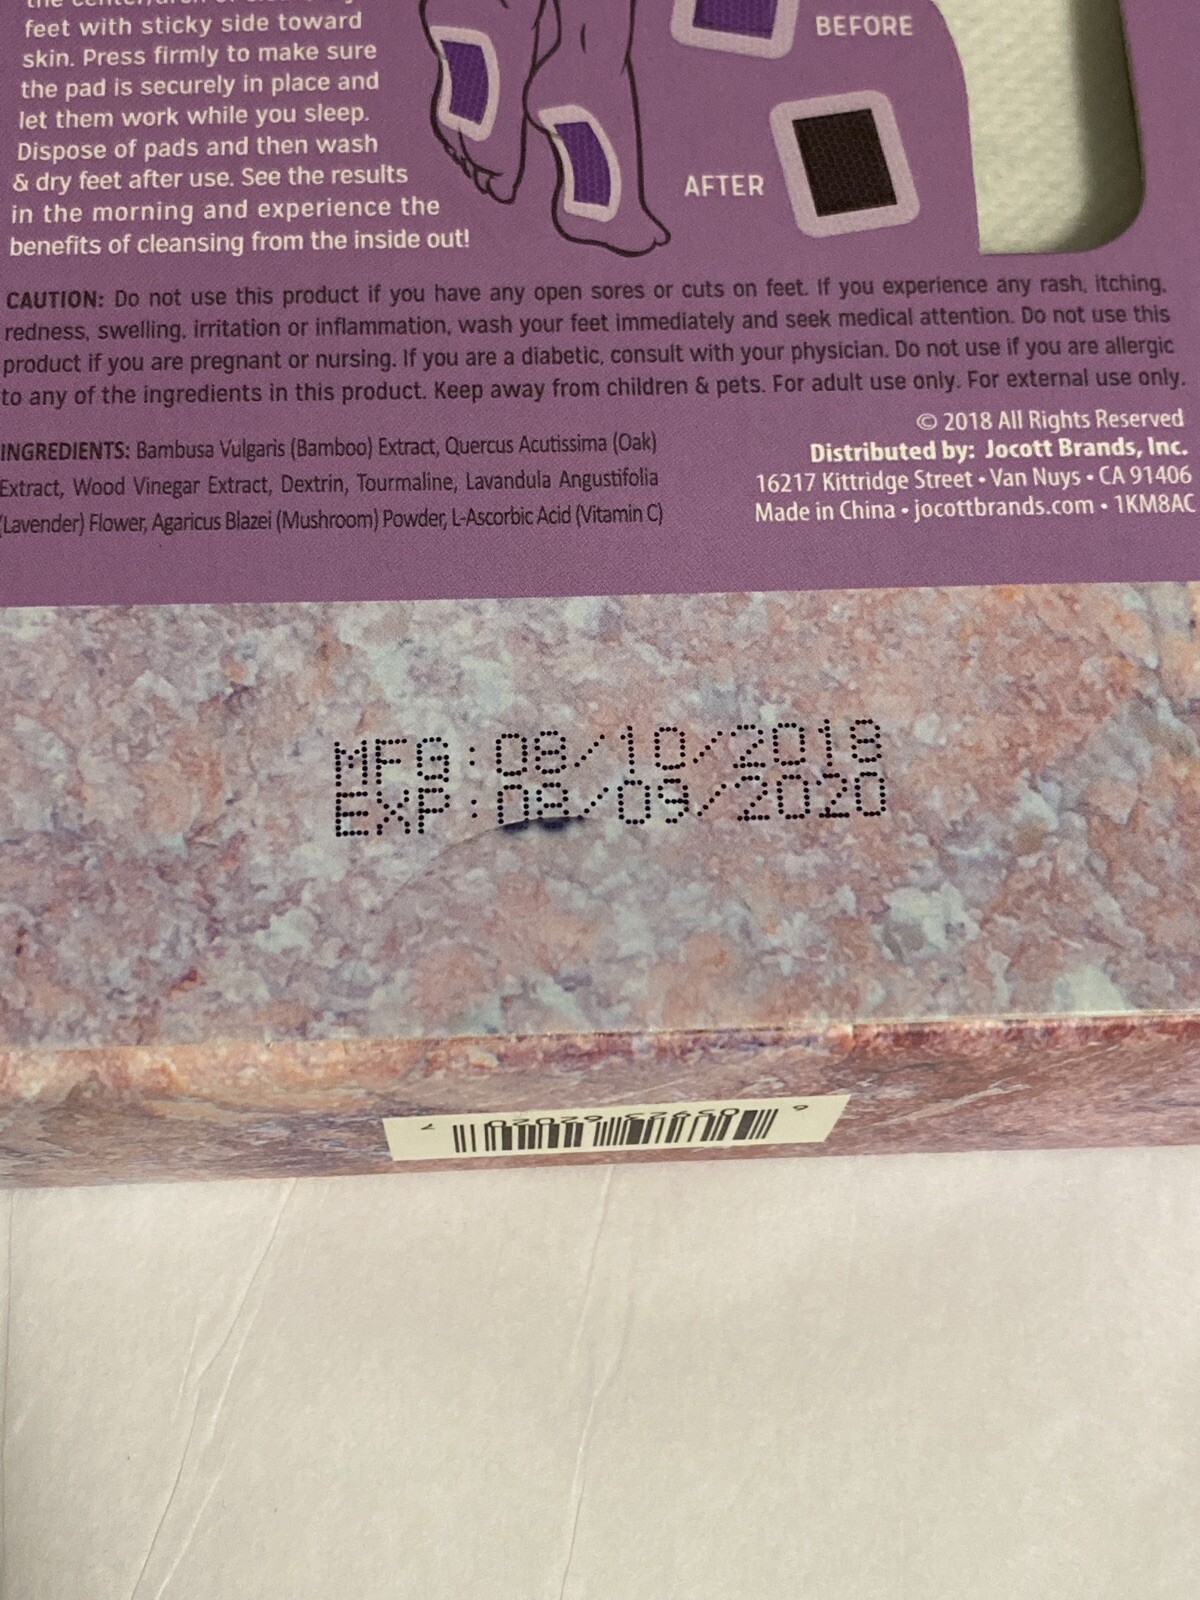 feet with sticky side toward
skin. Press firmly to make sure
the pad is securely in place and
let them work while you sleep.
Dispose of pads and then wash
& dry feet after use. See the results
in the morning and experience the
benefits of cleansing from the inside out!
BEFORE
AFTER
CAUTION: Do not use this product if you have any open sores or cuts on feet. If you experience any rash, itching,
redness, swelling, irritation or inflammation, wash your feet immediately and seek medical attention. Do not use this
product if you are pregnant or nursing. If you are a diabetic, consult with your physician. Do not use if you are allergic
to any of the ingredients in this product. Keep away from children & pets. For adult use only. For external use only.
INGREDIENTS: Bambusa Vulgaris (Bamboo) Extract, Quercus Acutissima (Oak)
Extract, Wood Vinegar Extract, Dextrin, Tourmaline, Lavandula Angustifolia
(Lavender) Flower, Agaricus Blazei (Mushroom) Powder, L-Ascorbic Acid (Vitamin C)
© 2018 All Rights Reserved
Distributed by: Jocott Brands, Inc.
16217 Kittridge Street • Van Nuys • CA 91406
Made in China • jocottbrands.com • 1KM8AC
MFG:08/10/2018
EXP:08/09/2020